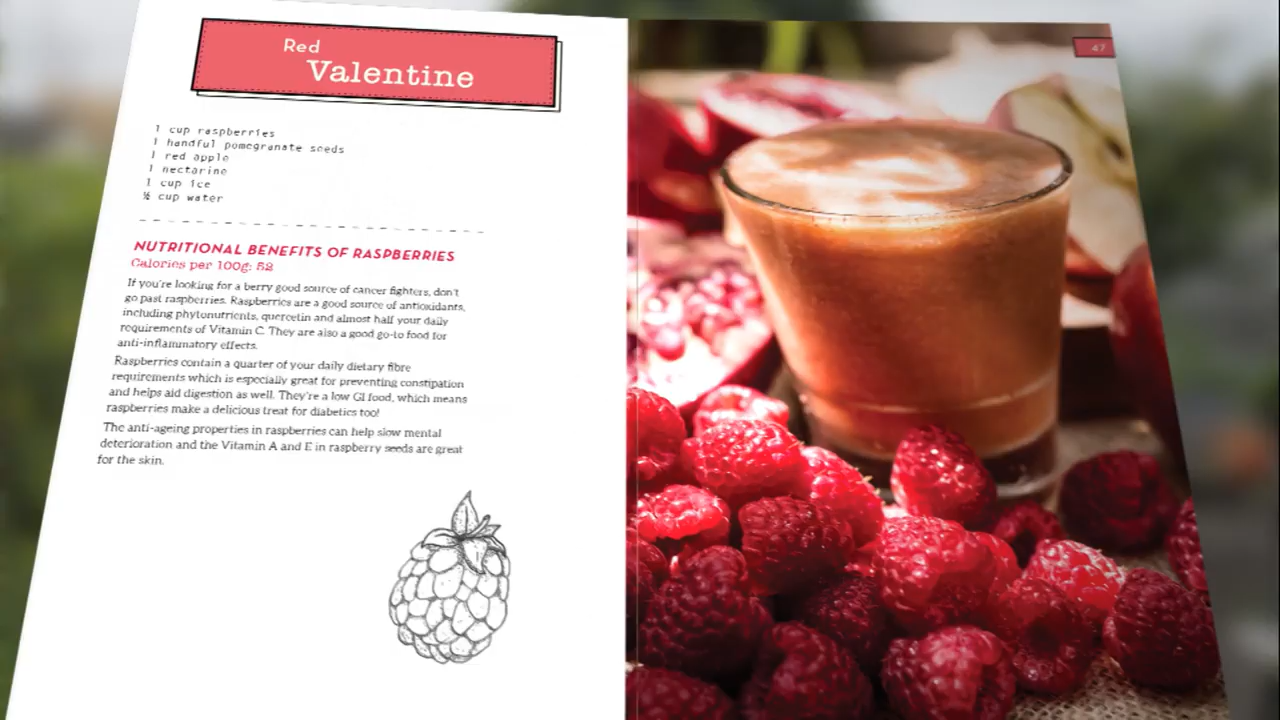 Red
Valentine
47
1 cup raspberries
1 handful pomegranate seeds
1 red apple
1 nectarine
1 cup ice
½ cup water
NUTRITIONAL BENEFITS OF RASPBERRIES
Calories per 100g: 52
If you're looking for a berry good source of cancer fighters, don't
go past raspberries. Raspberries are a good source of antioxidants,
including phytonutrients, quercetin and almost half your daily
requirements of Vitamin C. They are also a good go-to food for
anti-inflammatory effects.
Raspberries contain a quarter of your daily dietary fibre
requirements which is especially great for preventing constipation
and helps aid digestion as well. They're a low GI food, which means
raspberries make a delicious treat for diabetics too!
The anti-ageing properties in raspberries can help slow mental
deterioration and the Vitamin A and E in raspberry seeds are great
for the skin.